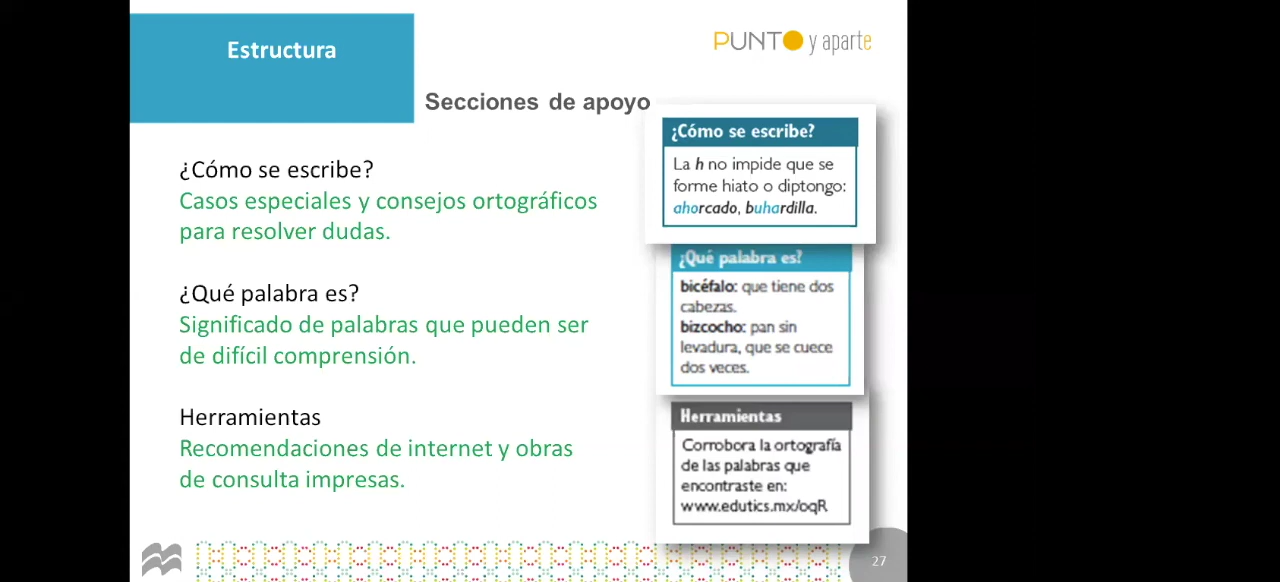 Estructura
PUNTO y aparte
Secciones de apoyo
¿Cómo se escribe?
Casos especiales y consejos ortográficos
para resolver dudas.
¿Qué palabra es?
Significado de palabras que pueden ser
de difícil comprensión.
Herramientas
Recomendaciones de internet y obras
de consulta impresas.
¿Cómo se escribe?
La h no impide que se
forme hiato o diptongo:
ahorcado, buhardilla.
¿Qué palabra es?
bicéfalo: que tiene dos
cabezas.
bizcocho: pan sin
levadura, que se cuece
dos veces.
Herramientas
Corrobora la ortografía
de las palabras que
encontraste en:
www.edutics.mx/oqR
27